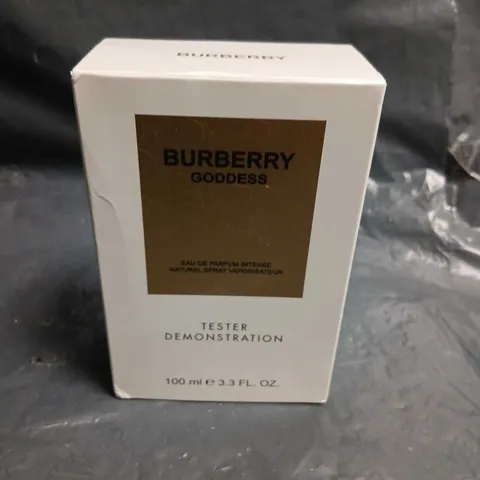 BURBERRY
BURBERRY
GODDESS
EAU DE PARFUM INTENSE
NATURAL SPRAY VAPORISATEUR
TESTER
DEMONSTRATION
100 ml ℮ 3.3 FL. OZ.